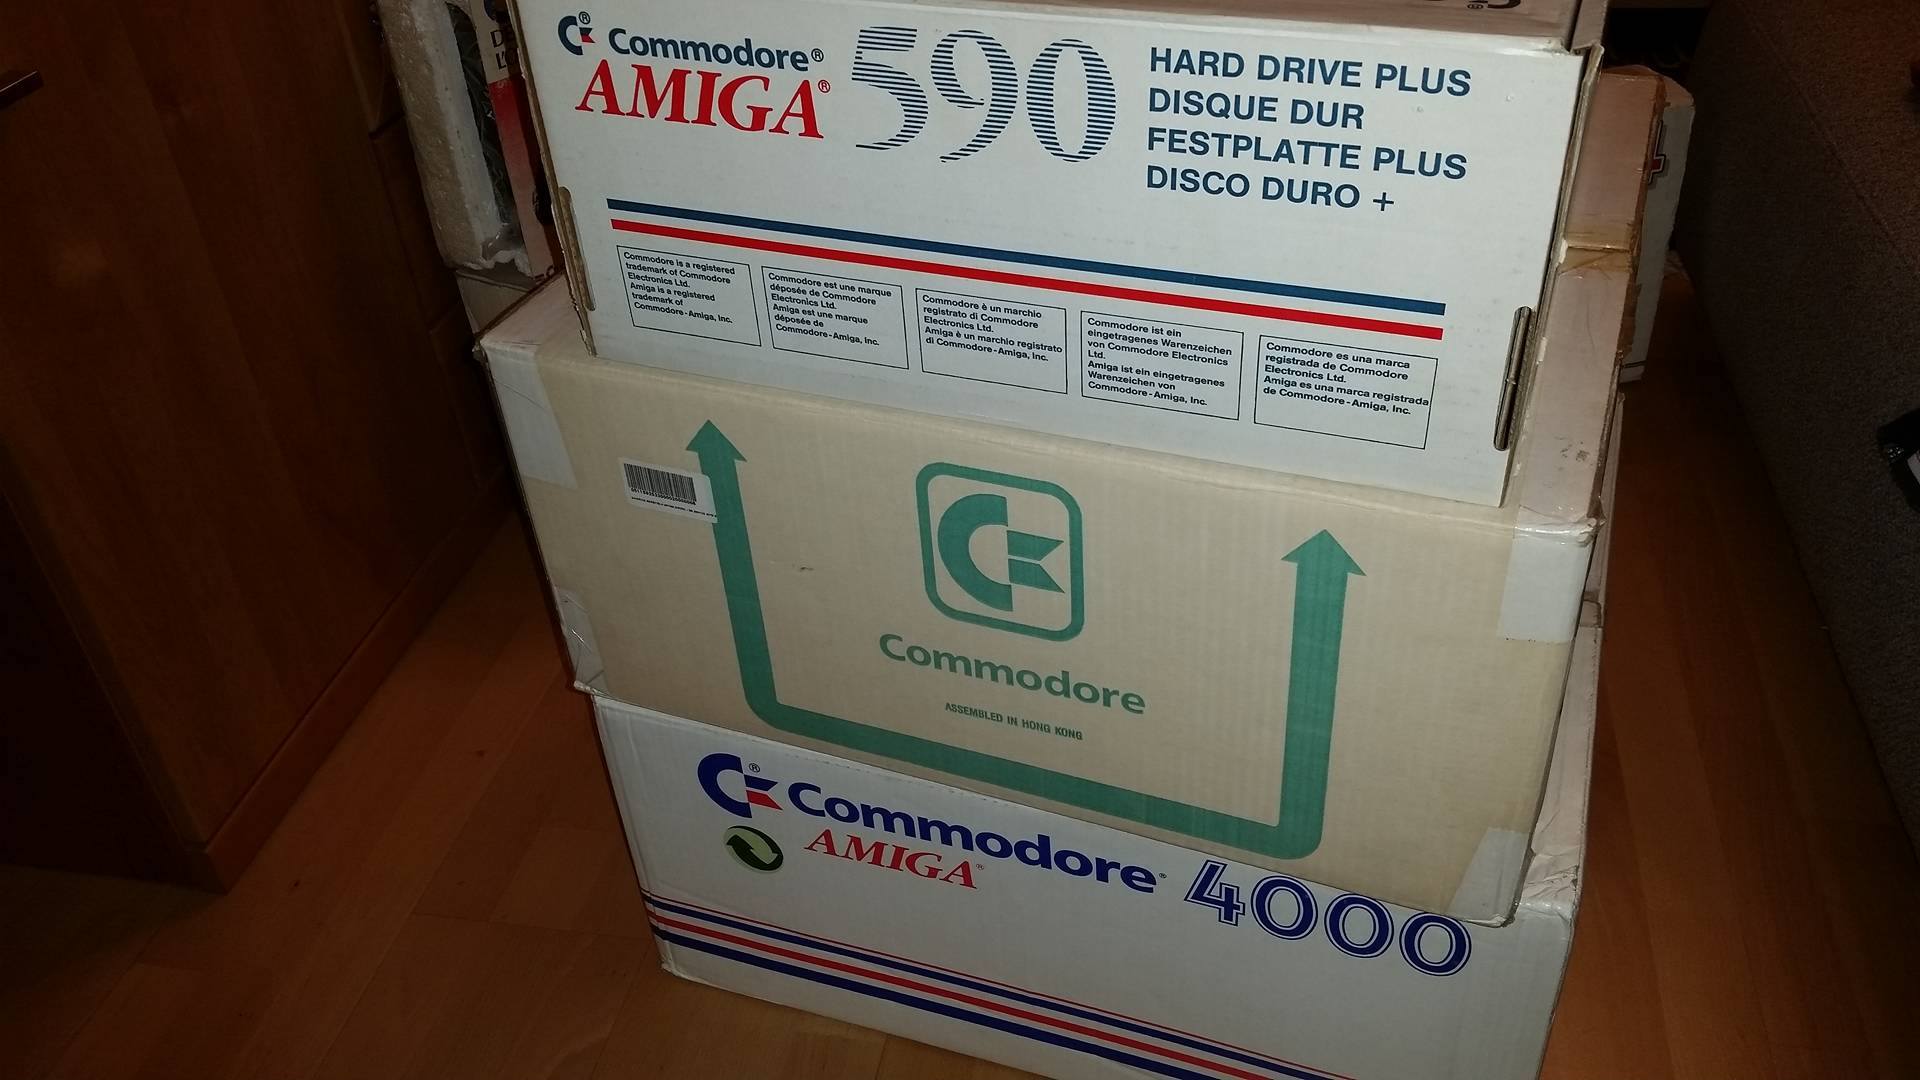 Commodore®
AMIGA®
590
HARD DRIVE PLUS
DISQUE DUR
FESTPLATTE PLUS
DISCO DURO +
Commodore is a registered
trademark of Commodore
Electronics Ltd.
Amiga is a registered
trademark of
Commodore-Amiga, Inc.
Commodore est une marque
déposée de Commodore
Electronics Ltd.
Amiga est une marque
déposée de
Commodore-Amiga, Inc.
Commodore è un marchio
registrato di Commodore
Electronics Ltd.
Amiga è un marchio registrato
di Commodore-Amiga, Inc.
Commodore ist ein
eingetragenes Warenzeichen
von Commodore Electronics
Ltd.
Amiga ist ein eingetragenes
Warenzeichen von
Commodore-Amiga, Inc.
Commodore es una marca
registrada de Commodore
Electronics Ltd.
Amiga es una marca registrada
de Commodore-Amiga, Inc.
Commodore
ASSEMBLED IN HONG KONG
Commodore®
AMIGA®
4000